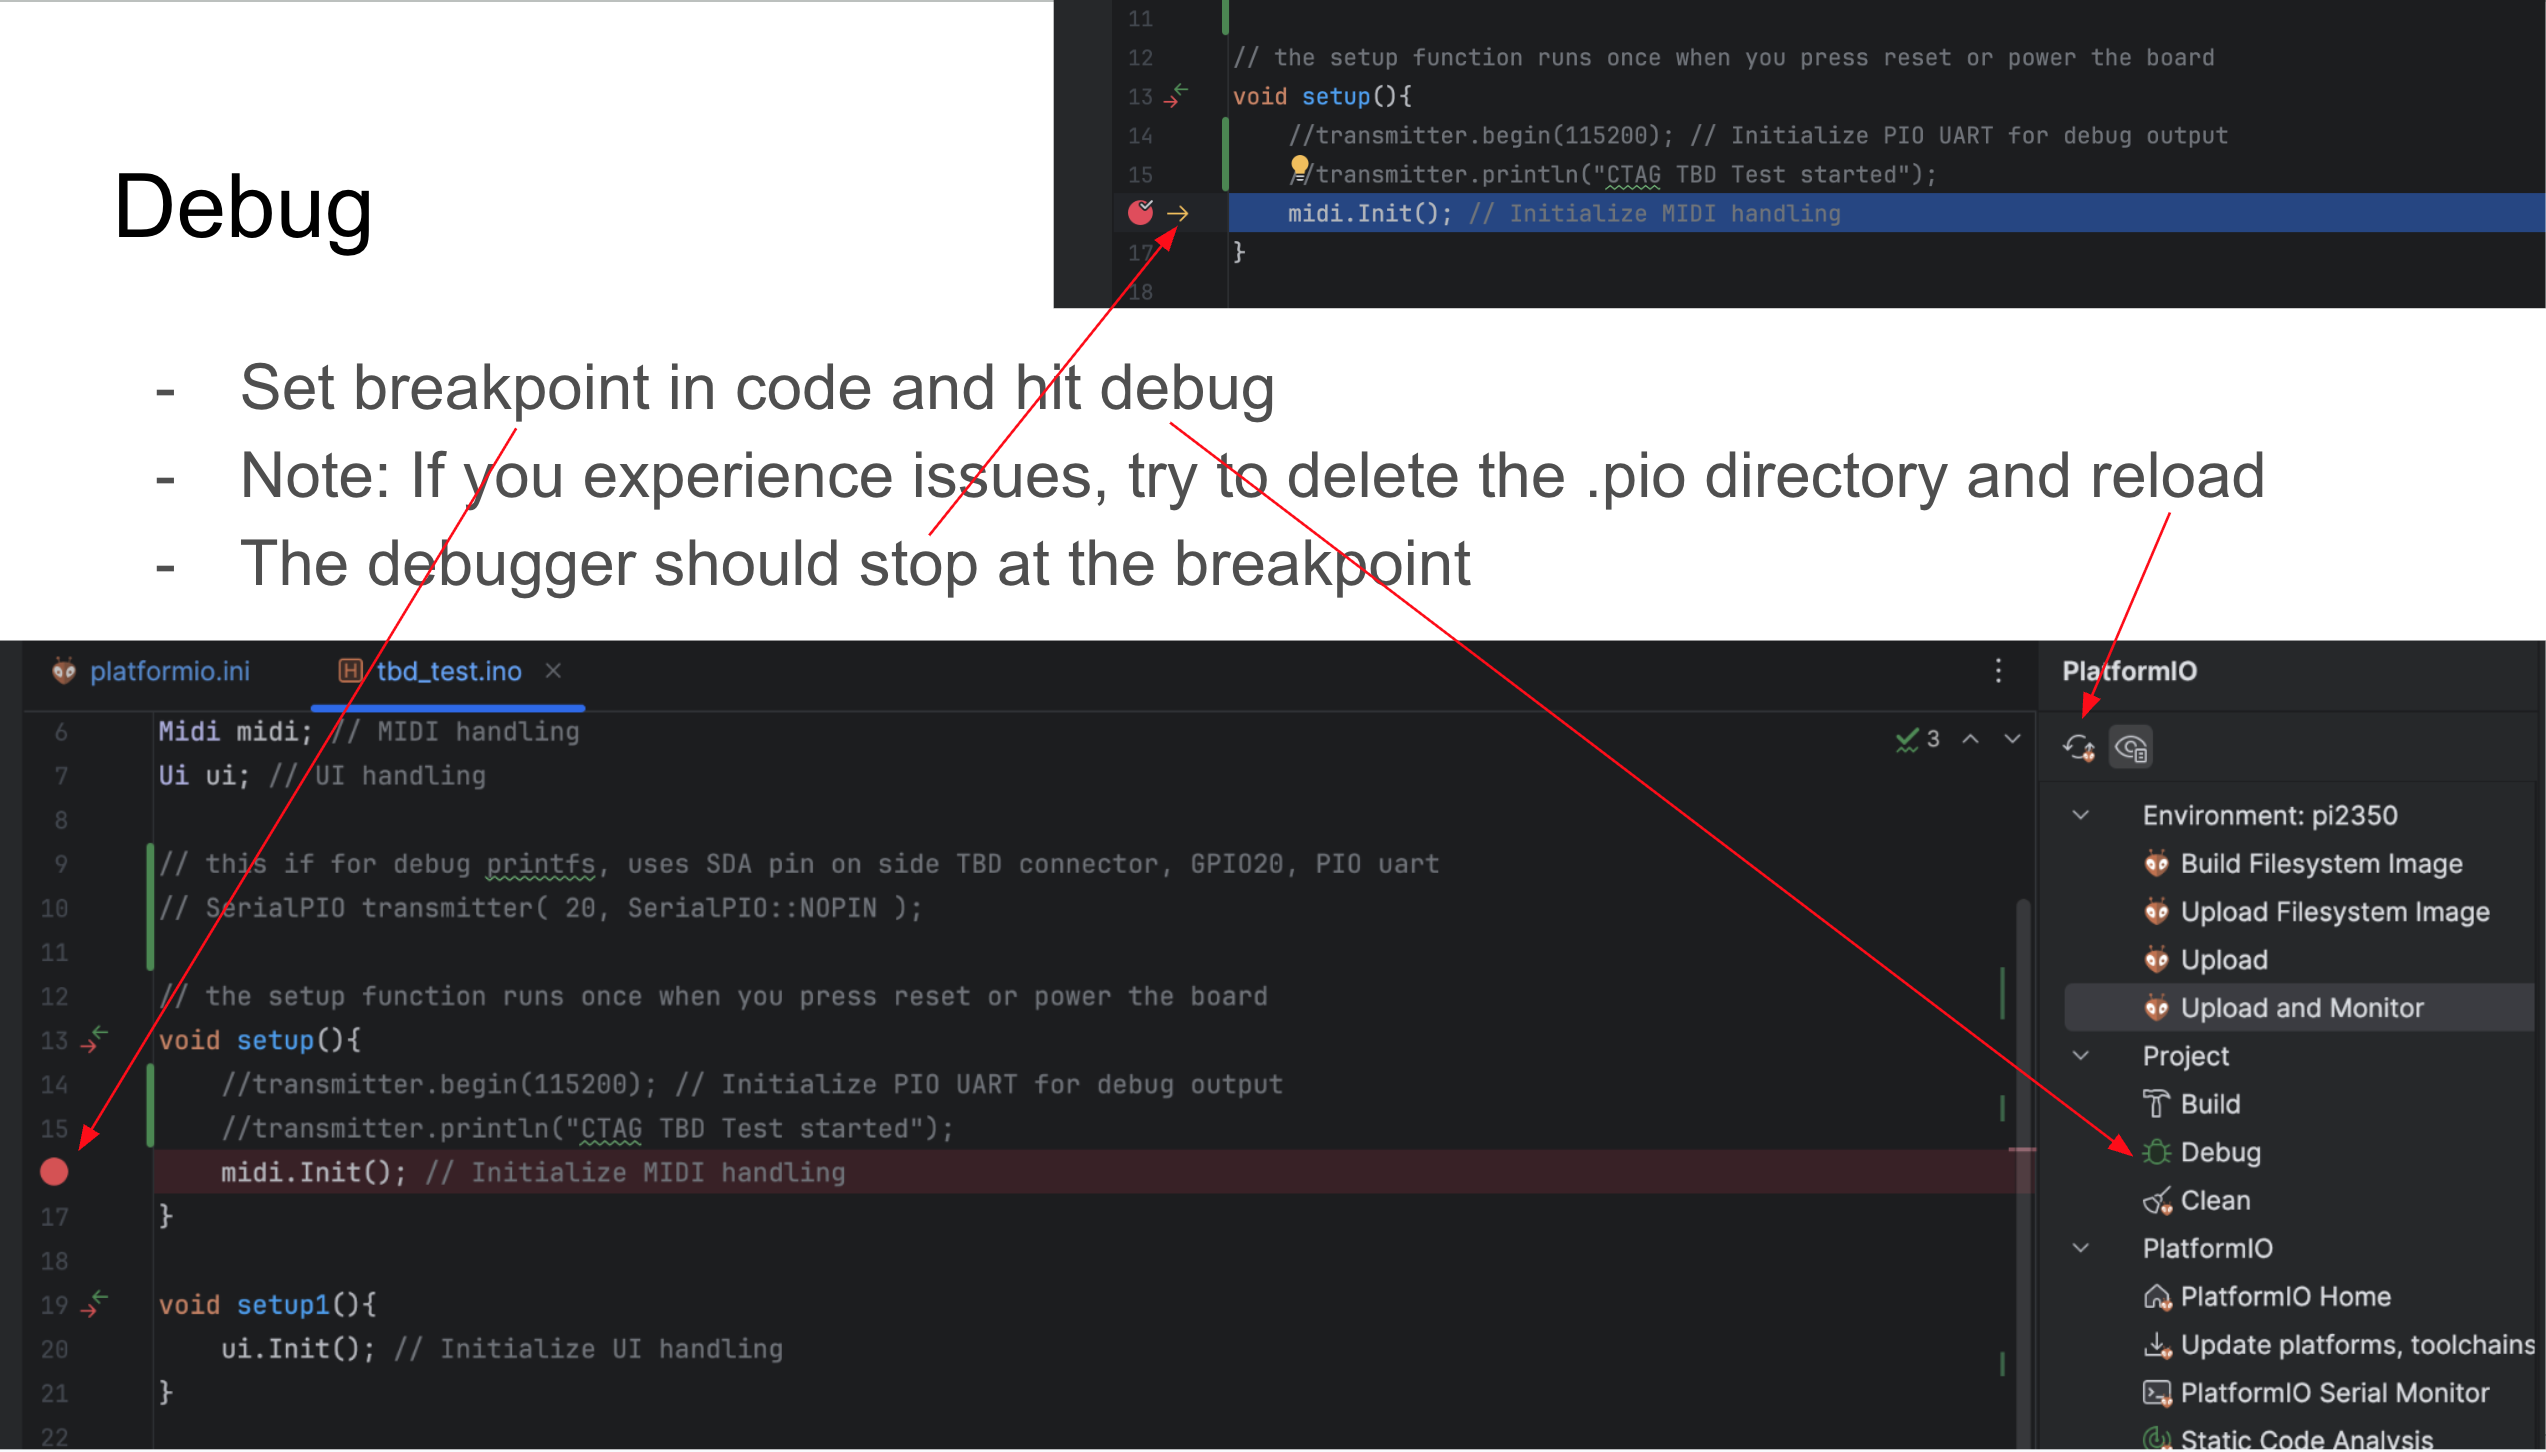 11
12 // the setup function runs once when you press reset or power the board
13 void setup(){
14 //transmitter.begin(115200); // Initialize PIO UART for debug output
15 //transmitter.println("CTAG TBD Test started");
midi.Init(); // Initialize MIDI handling
17 }
18
Debug
- Set breakpoint in code and hit debug
- Note: If you experience issues, try to delete the .pio directory and reload
- The debugger should stop at the breakpoint
platformio.ini
H tbd_test.ino
6 Midi midi; // MIDI handling
7 Ui ui; // UI handling
8
9 // this if for debug printfs, uses SDA pin on side TBD connector, GPIO20, PIO uart
10 // SerialPIO transmitter( 20, SerialPIO::NOPIN );
11
12 // the setup function runs once when you press reset or power the board
13 void setup(){
14 //transmitter.begin(115200); // Initialize PIO UART for debug output
15 //transmitter.println("CTAG TBD Test started");
midi.Init(); // Initialize MIDI handling
17 }
18
19 void setup1(){
20 ui.Init(); // Initialize UI handling
21 }
22
3
PlatformIO
Environment: pi2350
Build Filesystem Image
Upload Filesystem Image
Upload
Upload and Monitor
Project
Build
Debug
Clean
PlatformIO
PlatformIO Home
Update platforms, toolchains
PlatformIO Serial Monitor
Static Code Analysis